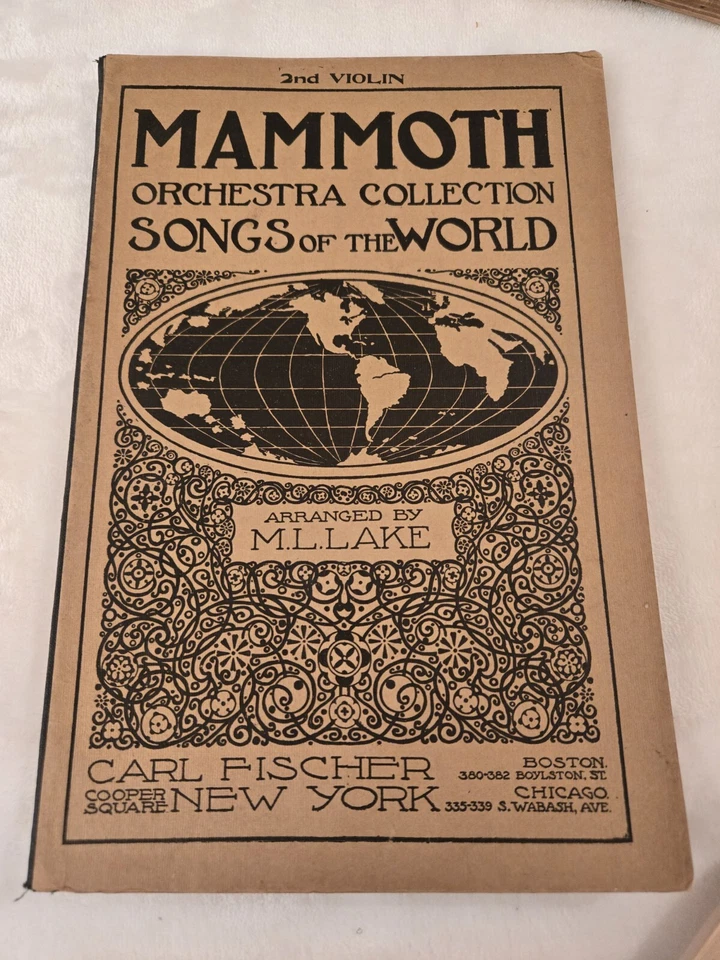 2nd VIOLIN
MAMMOTH
ORCHESTRA COLLECTION
SONGS OF THE WORLD
ARRANGED BY
M.L.LAKE
CARL FISCHER
COOPER SQUARE NEW YORK
BOSTON.
380-382 BOYLSTON. ST.
CHICAGO.
335-339 S. WABASH, AVE.